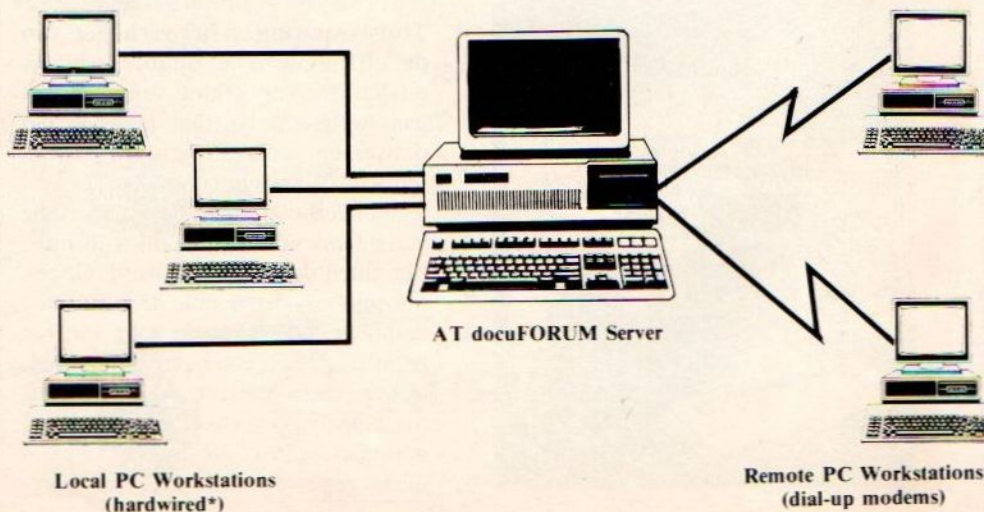 AT docuFORUM Server
Local PC Workstations
(hardwired*)
Remote PC Workstations
(dial-up modems)